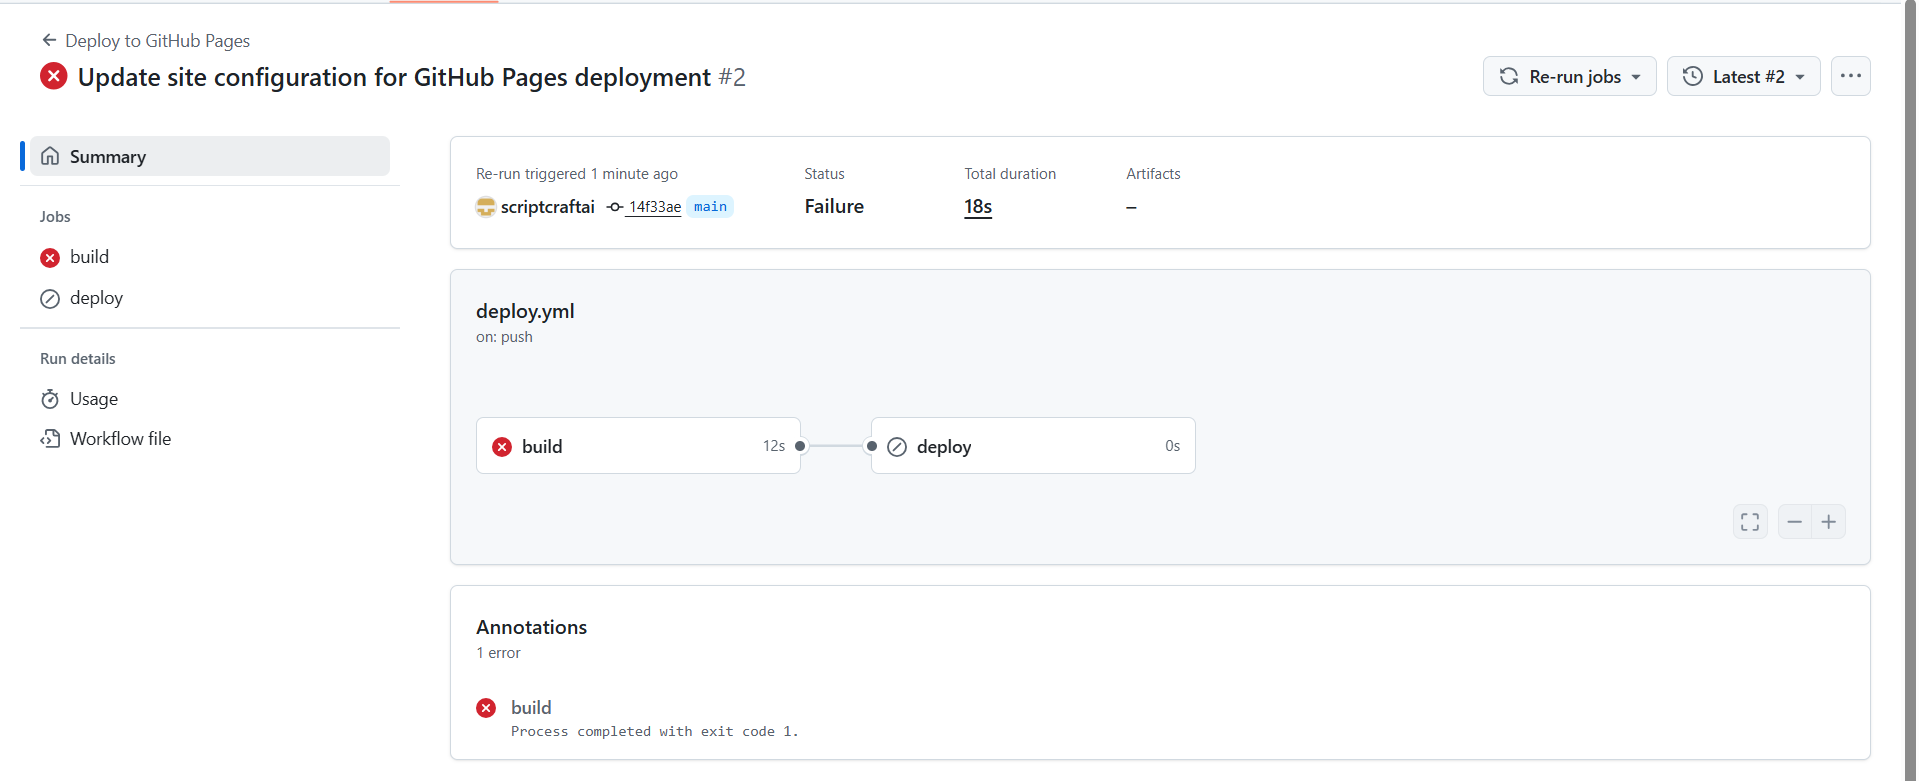 Deploy to GitHub Pages
Update site configuration for GitHub Pages deployment #2
Re-run jobs
Latest #2
Summary
Jobs
build
deploy
Run details
Usage
Workflow file
Re-run triggered 1 minute ago
scriptcraftai 14f33ae main
Status
Failure
Total duration
18s
Artifacts
–
deploy.yml
on: push
build 12s
deploy 0s
Annotations
1 error
build
Process completed with exit code 1.